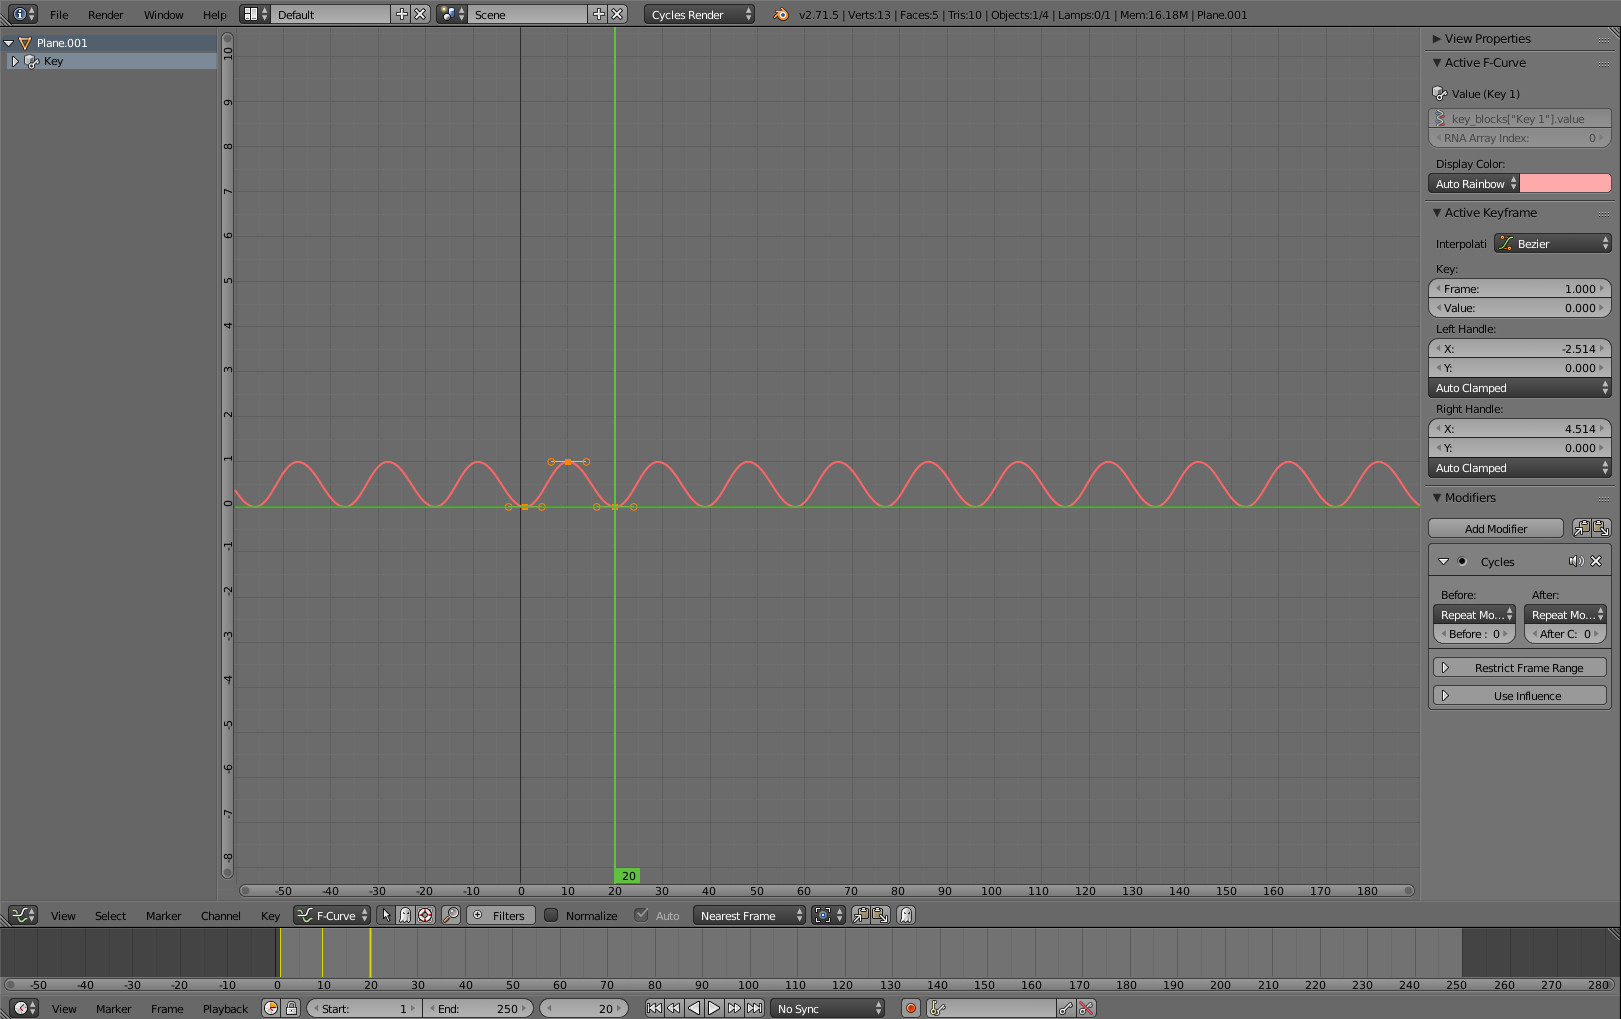 File Render Window Help Default Scene Cycles Render v2.71.5 | Verts:13 | Faces:5 | Tris:10 | Objects:1/4 | Lamps:0/1 | Mem:16.18M | Plane.001
Plane.001
Key
10
9
8
7
6
5
4
3
2
1
0
-1
-2
-3
-4
-5
-6
-7
-8
20
-50 -40 -30 -20 -10 0 10 20 30 40 50 60 70 80 90 100 110 120 130 140 150 160 170 180
View Properties
Active F-Curve
Value (Key 1)
key_blocks["Key 1"].value
RNA Array Index: 0
Display Color:
Auto Rainbow
Active Keyframe
Interpolati Bezier
Key:
Frame: 1.000
Value: 0.000
Left Handle:
X: -2.514
Y: 0.000
Auto Clamped
Right Handle:
X: 4.514
Y: 0.000
Auto Clamped
Modifiers
Add Modifier
Cycles
Before: After:
Repeat Mo... Repeat Mo...
Before : 0 After C: 0
Restrict Frame Range
Use Influence
View Select Marker Channel Key F-Curve Filters Normalize Auto Nearest Frame
-50 -40 -30 -20 -10 0 10 20 30 40 50 60 70 80 90 100 110 120 130 140 150 160 170 180 190 200 210 220 230 240 250 260 270 280
View Marker Frame Playback Start: 1 End: 250 20 No Sync